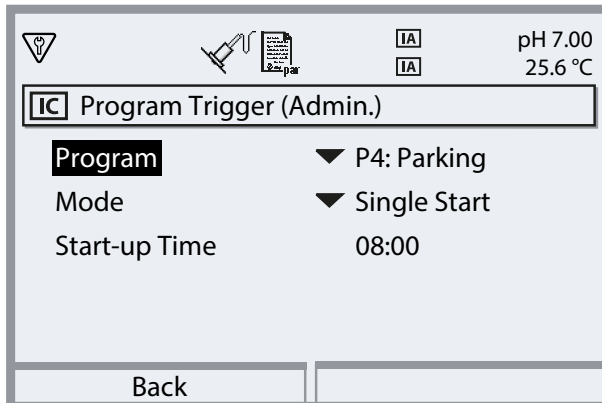 par
IA
pH 7.00
IA
25.6 °C
IC Program Trigger (Admin.)
Program P4: Parking
Mode Single Start
Start-up Time 08:00
Back